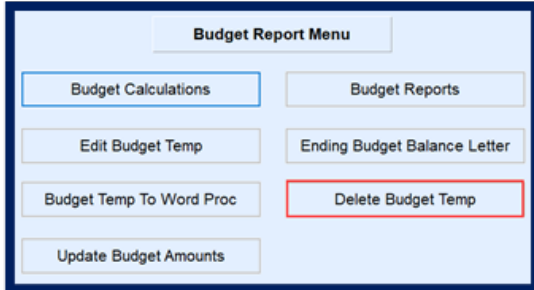 Budget Report Menu
Budget Calculations
Budget Reports
Edit Budget Temp
Ending Budget Balance Letter
Budget Temp To Word Proc
Delete Budget Temp
Update Budget Amounts